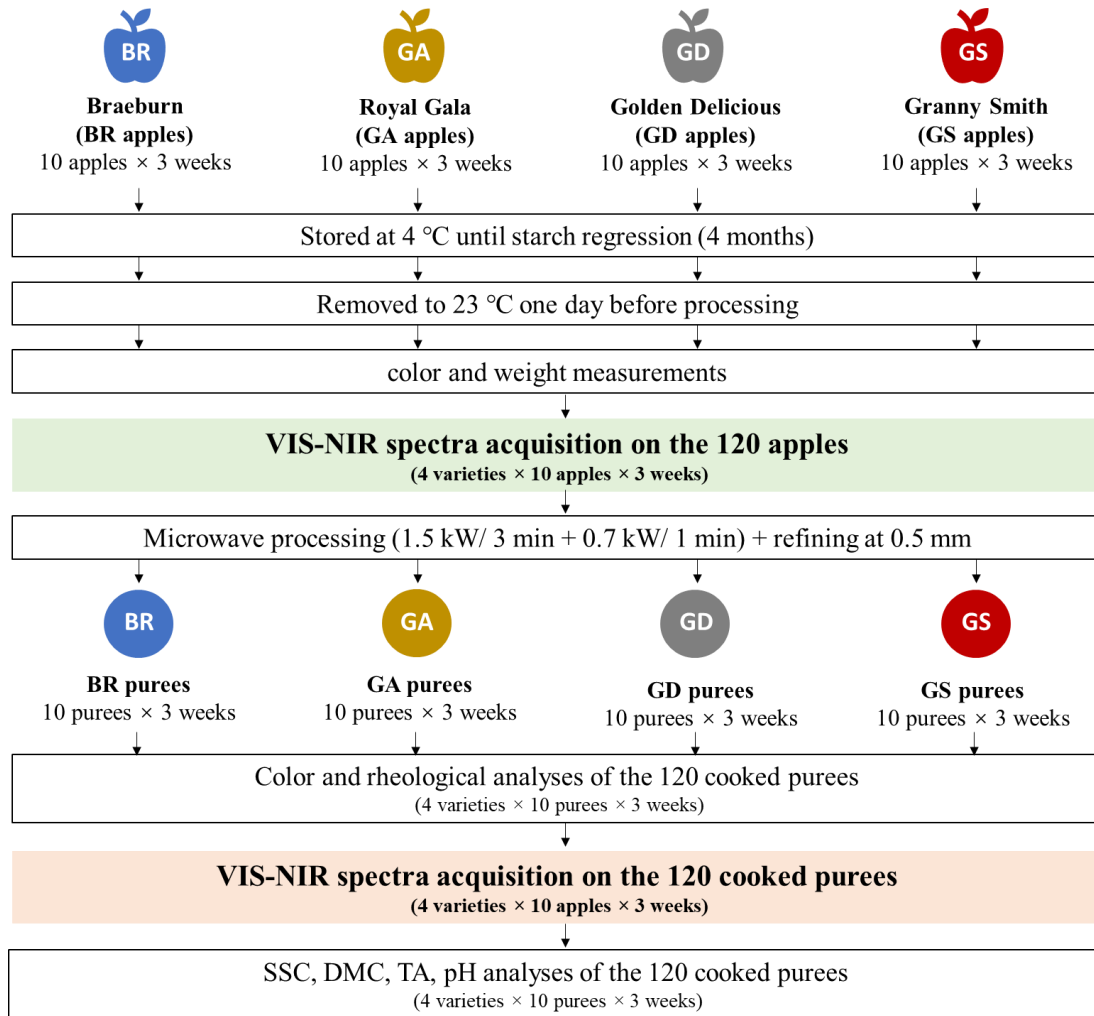 BR GA GD GS
Braeburn Royal Gala Golden Delicious Granny Smith
(BR apples) (GA apples) (GD apples) (GS apples)
10 apples × 3 weeks 10 apples × 3 weeks 10 apples × 3 weeks 10 apples × 3 weeks
Stored at 4 °C until starch regression (4 months)
Removed to 23 °C one day before processing
color and weight measurements
VIS-NIR spectra acquisition on the 120 apples
(4 varieties × 10 apples × 3 weeks)
Microwave processing (1.5 kW/ 3 min + 0.7 kW/ 1 min) + refining at 0.5 mm
BR GA GD GS
BR purees GA purees GD purees GS purees
10 purees × 3 weeks 10 purees × 3 weeks 10 purees × 3 weeks 10 purees × 3 weeks
Color and rheological analyses of the 120 cooked purees
(4 varieties × 10 purees × 3 weeks)
VIS-NIR spectra acquisition on the 120 cooked purees
(4 varieties × 10 apples × 3 weeks)
SSC, DMC, TA, pH analyses of the 120 cooked purees
(4 varieties × 10 purees × 3 weeks)